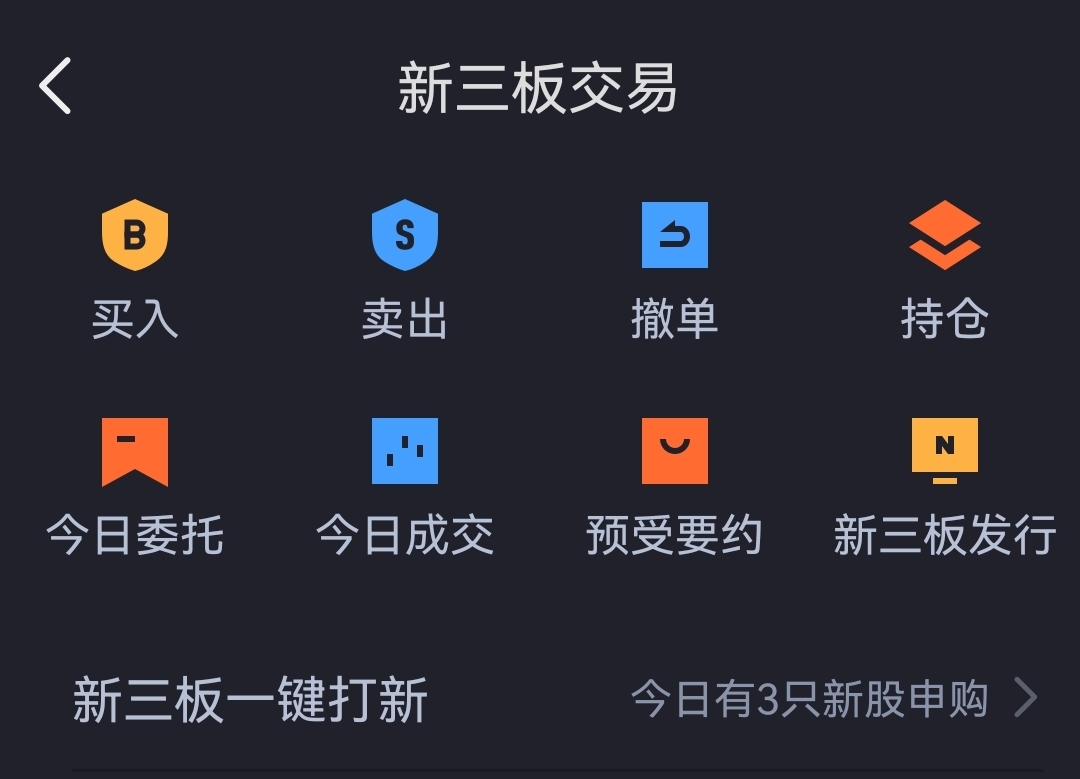 新三板交易
B
S
买入
卖出
撤单
持仓
N
今日委托
今日成交
预受要约
新三板发行
新三板一键打新
今日有3只新股申购